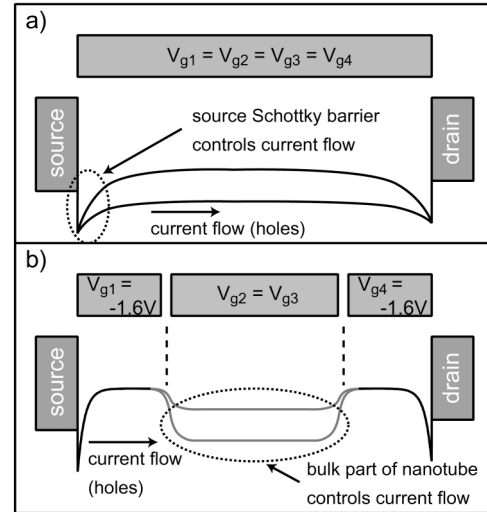 a)
V_g1 = V_g2 = V_g3 = V_g4
source
drain
source Schottky barrier
controls current flow
current flow (holes)
b)
V_g1 =
-1.6V
V_g2 = V_g3
V_g4 =
-1.6V
source
drain
current flow
(holes)
bulk part of nanotube
controls current flow